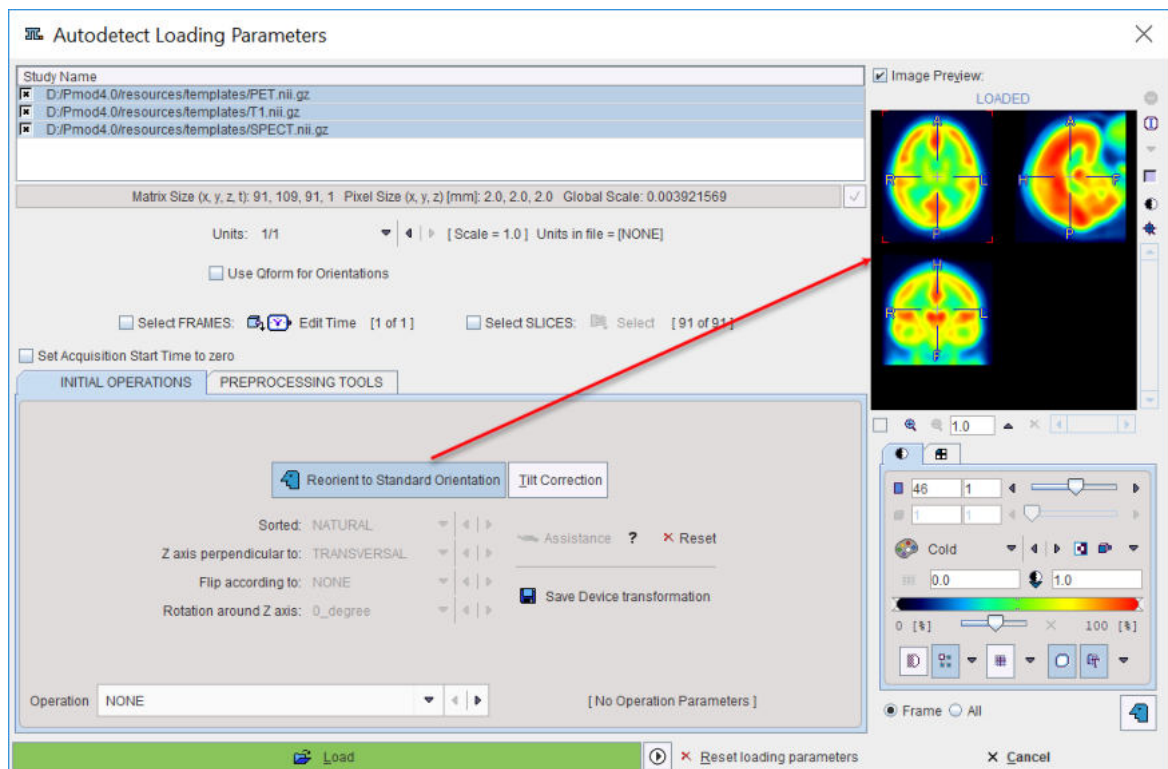 Autodetect Loading Parameters
Study Name
D:/Pmod4.0/resources/templates/PET.nii.gz
D:/Pmod4.0/resources/templates/T1.nii.gz
D:/Pmod4.0/resources/templates/SPECT.nii.gz
Matrix Size (x, y, z, t): 91, 109, 91, 1 Pixel Size (x, y, z) [mm]: 2.0, 2.0, 2.0 Global Scale: 0.003921569
Units: 1/1 [ Scale = 1.0 ] Units in file = [NONE]
Use Qform for Orientations
Select FRAMES: Edit Time [1 of 1] Select SLICES: Select [ 91 of 91 ]
Set Acquisition Start Time to zero
INITIAL OPERATIONS PREPROCESSING TOOLS
Reorient to Standard Orientation Tilt Correction
Sorted: NATURAL
Z axis perpendicular to: TRANSVERSAL
Flip according to: NONE
Rotation around Z axis: 0_degree
Assistance ? Reset
Save Device transformation
Operation NONE [ No Operation Parameters ]
Load
Reset loading parameters
Cancel
Image Preview:
LOADED
A A
R L H F
P P
H
R L
F
1.0
46 1
1 1
Cold
0.0 1.0
0 [%] 100 [%]
Frame All